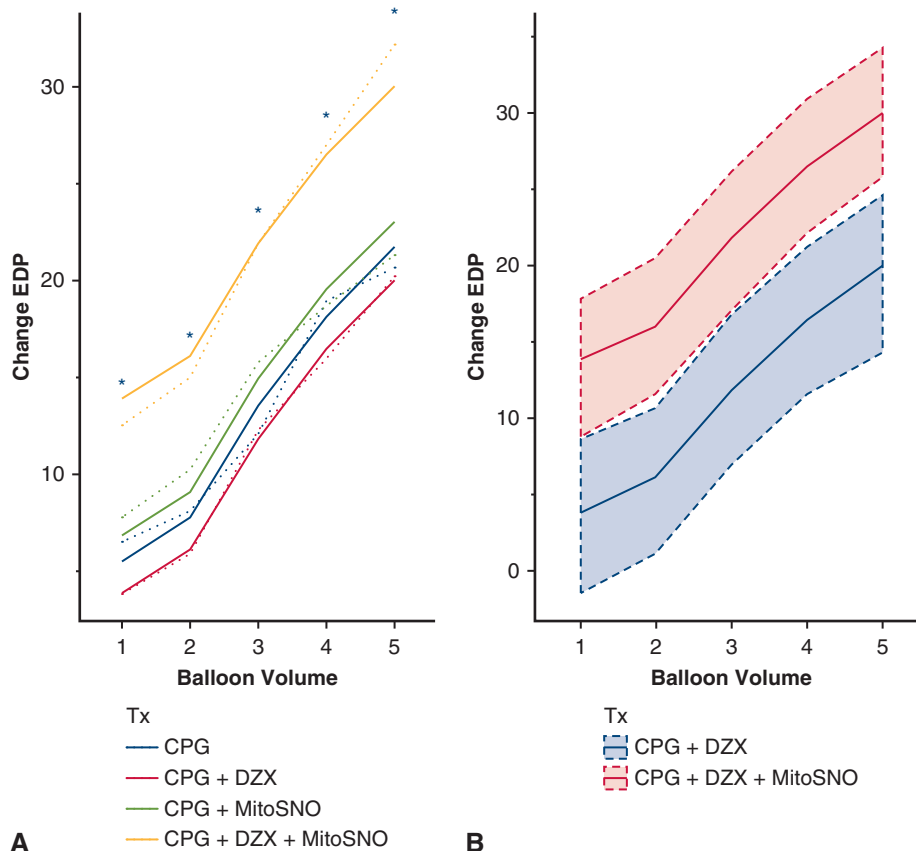 Change EDP
30
20
10
* * * * *
1 2 3 4 5
Balloon Volume
Tx
CPG
CPG + DZX
CPG + MitoSNO
CPG + DZX + MitoSNO
A
Change EDP
30
20
10
0
1 2 3 4 5
Balloon Volume
Tx
CPG + DZX
CPG + DZX + MitoSNO
B